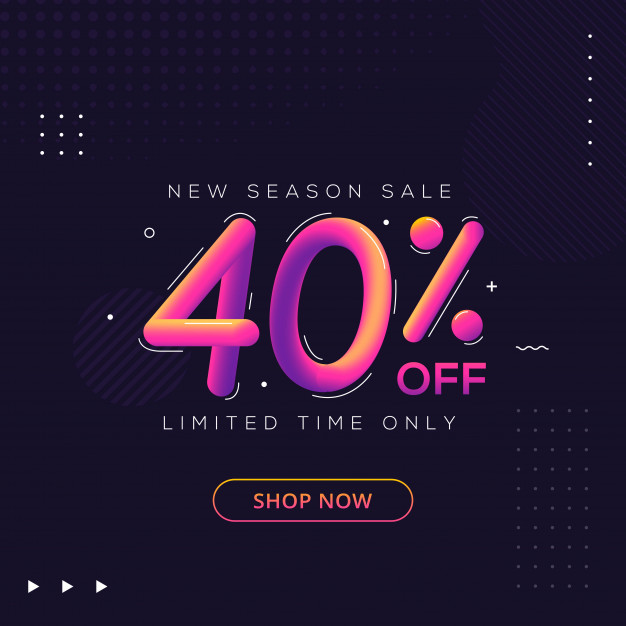 NEW SEASON SALE
40%
OFF
LIMITED TIME ONLY
SHOP NOW